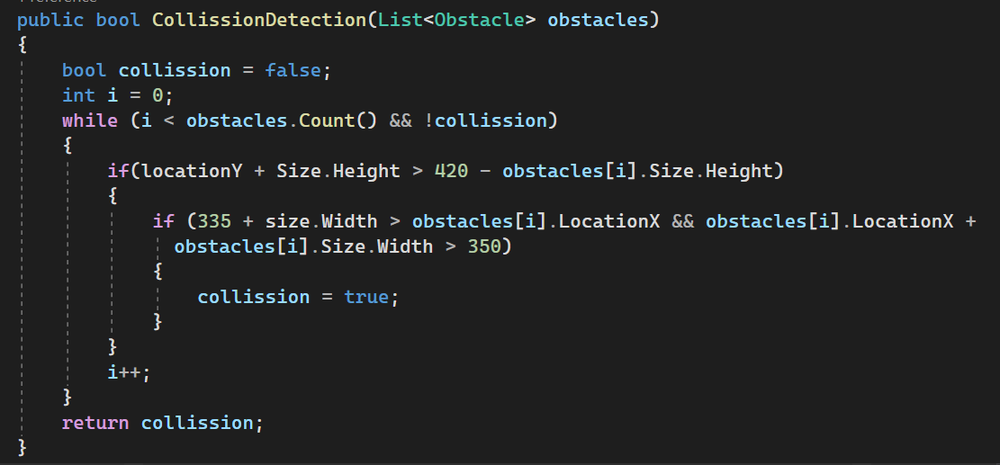 public bool CollissionDetection(List<Obstacle> obstacles)
{
bool collission = false;
int i = 0;
while (i < obstacles.Count() && !collission)
{
if(locationY + Size.Height > 420 - obstacles[i].Size.Height)
{
if (335 + size.Width > obstacles[i].LocationX && obstacles[i].LocationX +
obstacles[i].Size.Width > 350)
{
collission = true;
}
}
i++;
}
return collission;
}